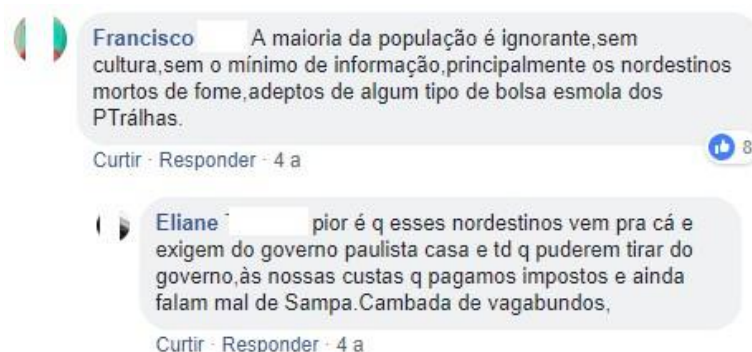 Francisco A maioria da população é ignorante,sem
cultura,sem o mínimo de informação,principalmente os nordestinos
mortos de fome,adeptos de algum tipo de bolsa esmola dos
PTrálhas.
8
Curtir · Responder · 4 a
Eliane pior é q esses nordestinos vem pra cá e
exigem do governo paulista casa e td q puderem tirar do
governo,às nossas custas q pagamos impostos e ainda
falam mal de Sampa.Cambada de vagabundos,
Curtir · Responder · 4 a